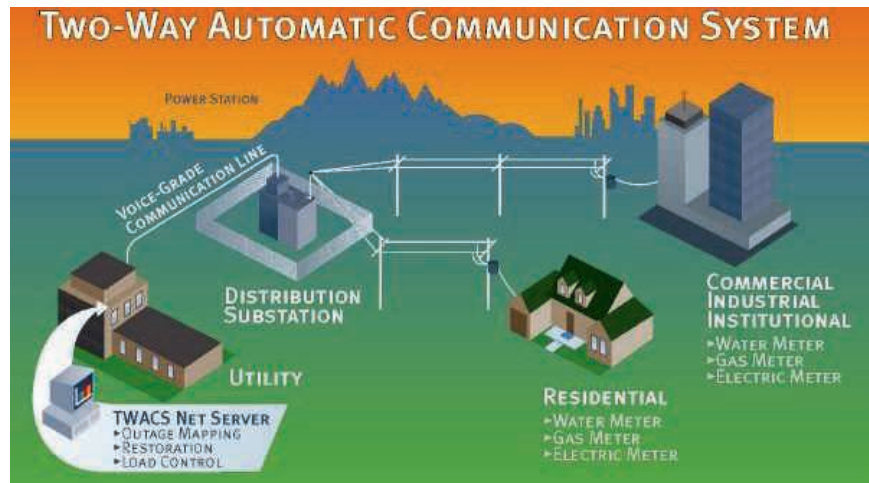 TWO-WAY AUTOMATIC COMMUNICATION SYSTEM
POWER STATION
VOICE-GRADE
COMMUNICATION LINE
DISTRIBUTION
SUBSTATION
UTILITY
TWACS NET SERVER
▸OUTAGE MAPPING
▸RESTORATION
▸LOAD CONTROL
RESIDENTIAL
▸WATER METER
▸GAS METER
▸ELECTRIC METER
COMMERCIAL
INDUSTRIAL
INSTITUTIONAL
▸WATER METER
▸GAS METER
▸ELECTRIC METER